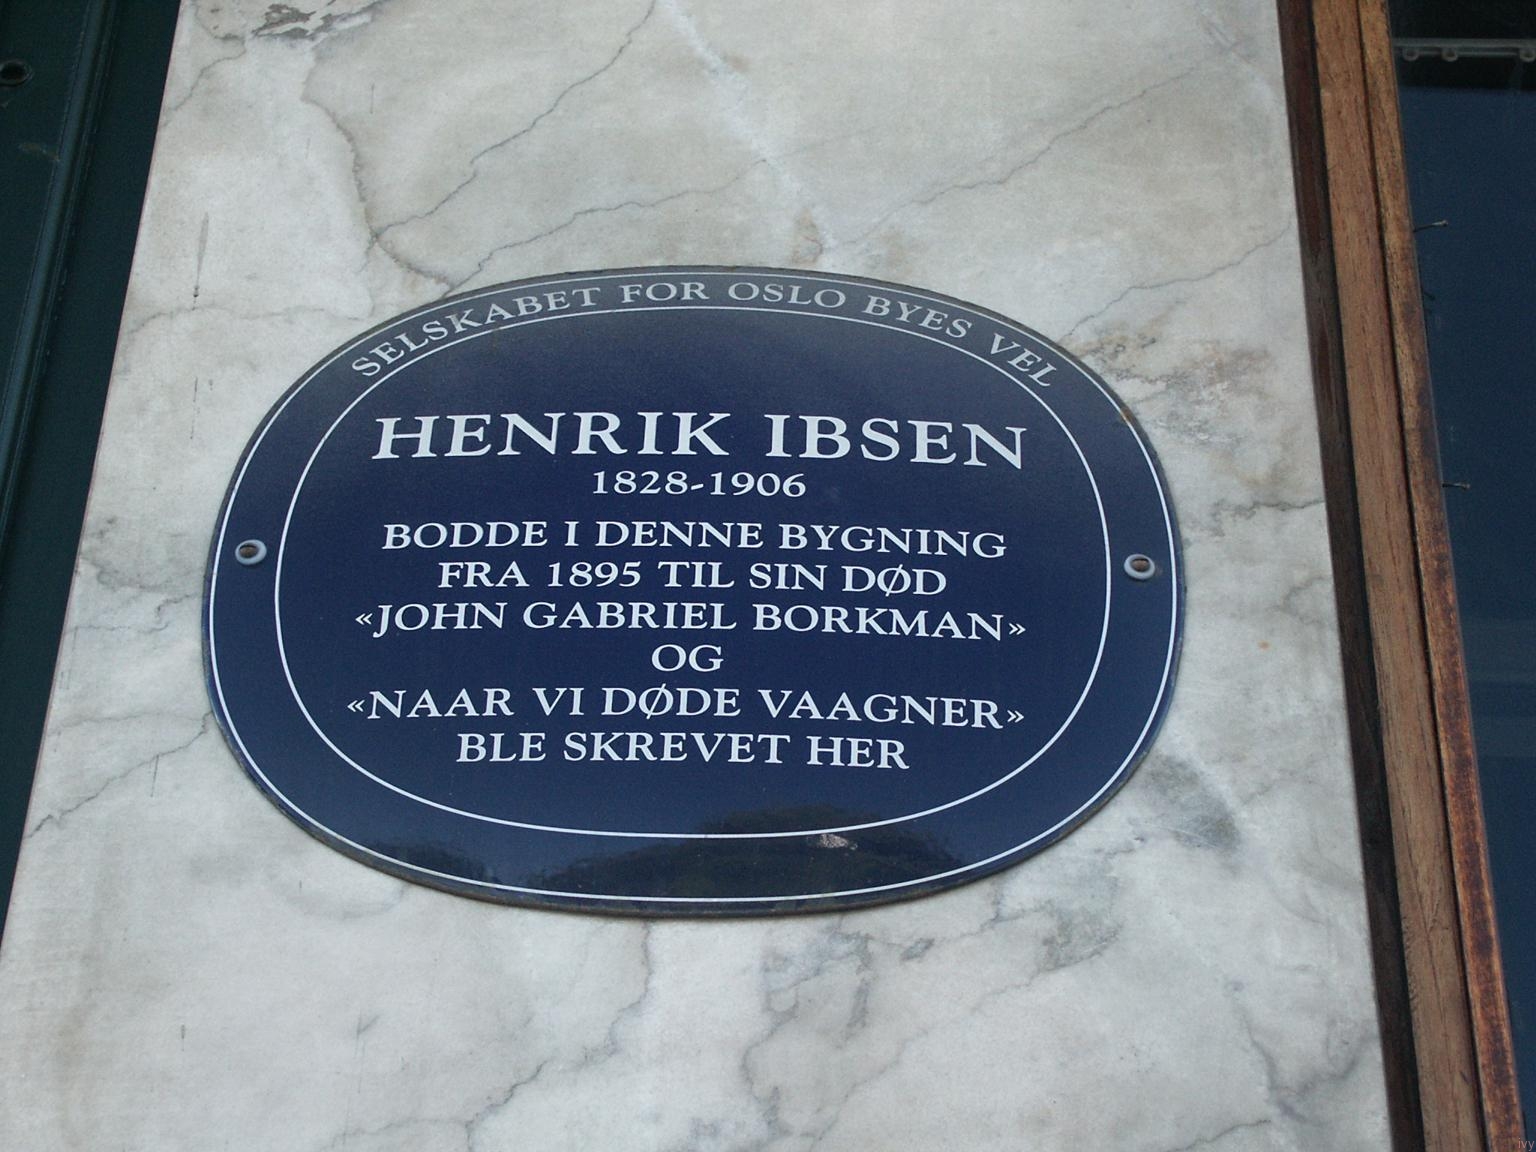 SELSKABET FOR OSLO BYES VEL
HENRIK IBSEN
1828-1906
BODDE I DENNE BYGNING
FRA 1895 TIL SIN DØD
«JOHN GABRIEL BORKMAN»
OG
«NAAR VI DØDE VAAGNER»
BLE SKREVET HER
ivy